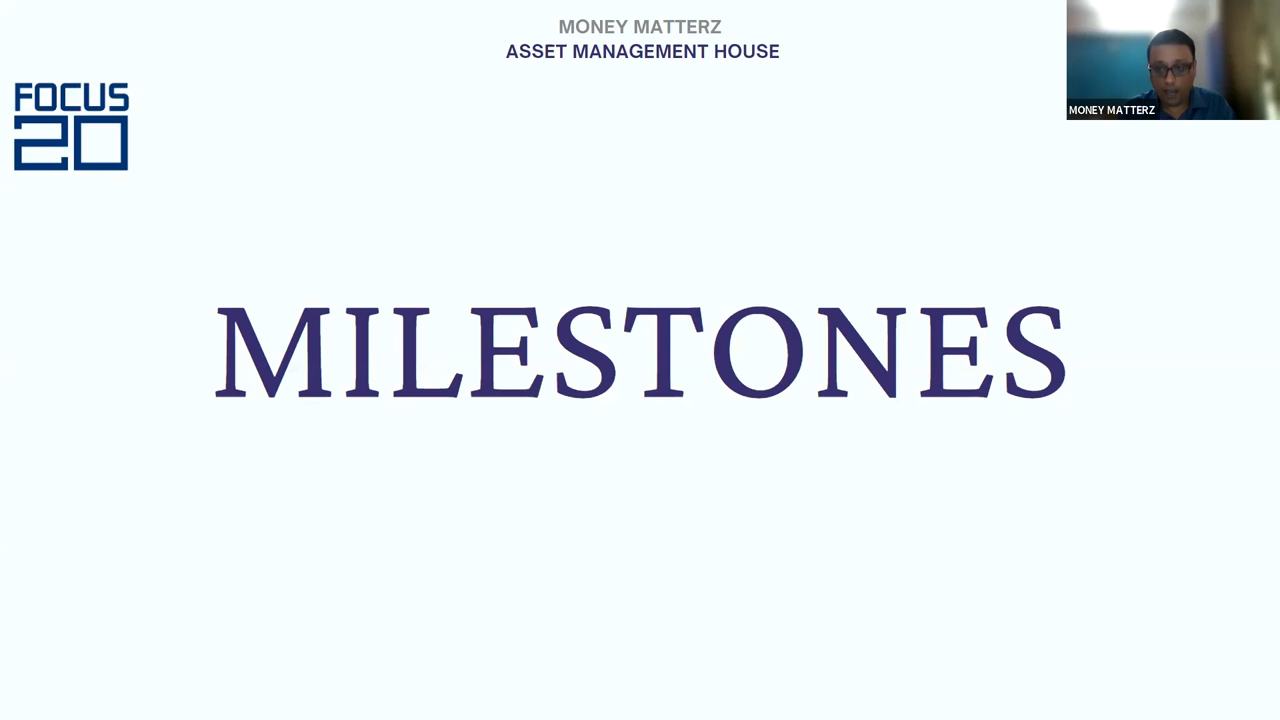 MONEY MATTERZ
ASSET MANAGEMENT HOUSE
MONEY MATTERZ
FOCUS
20
MILESTONES